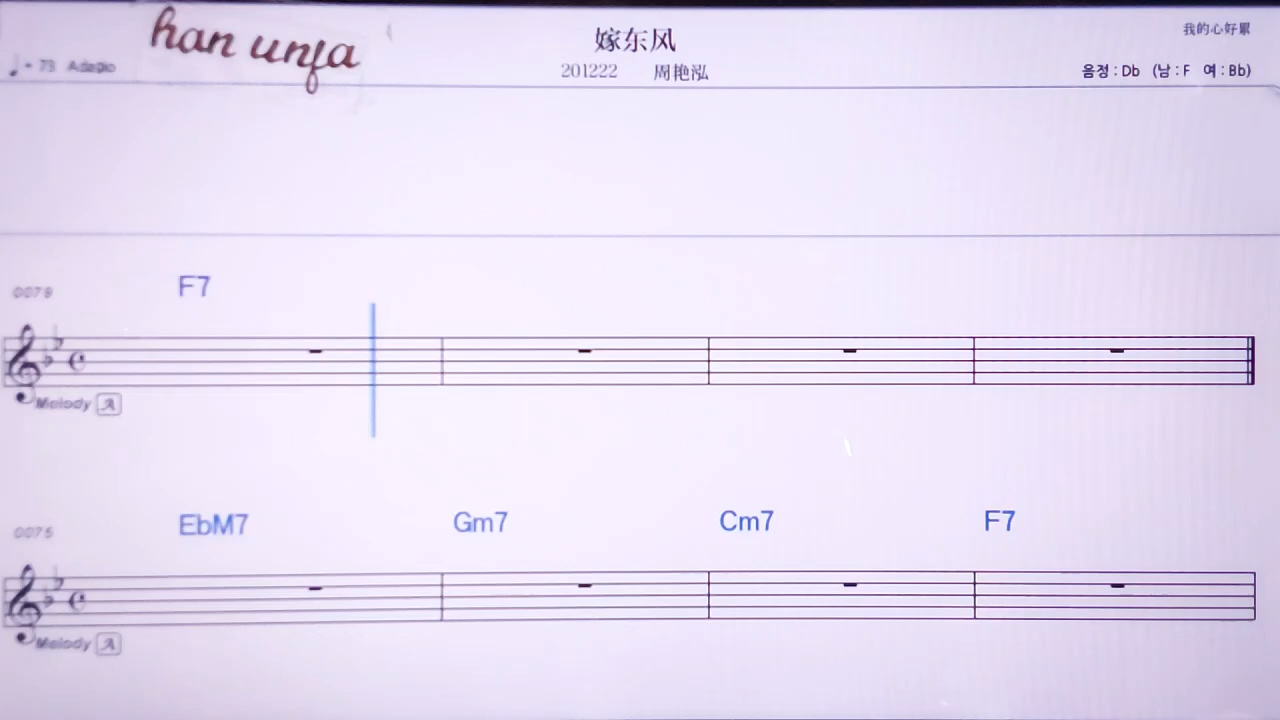 han unfa
嫁东风
我的心好累
♩ = 73 Adagio
201222 周艳泓
음정 : Db (남 : F 여 : Bb)
0079
F7
Melody A
0075
EbM7 Gm7 Cm7 F7
Melody A